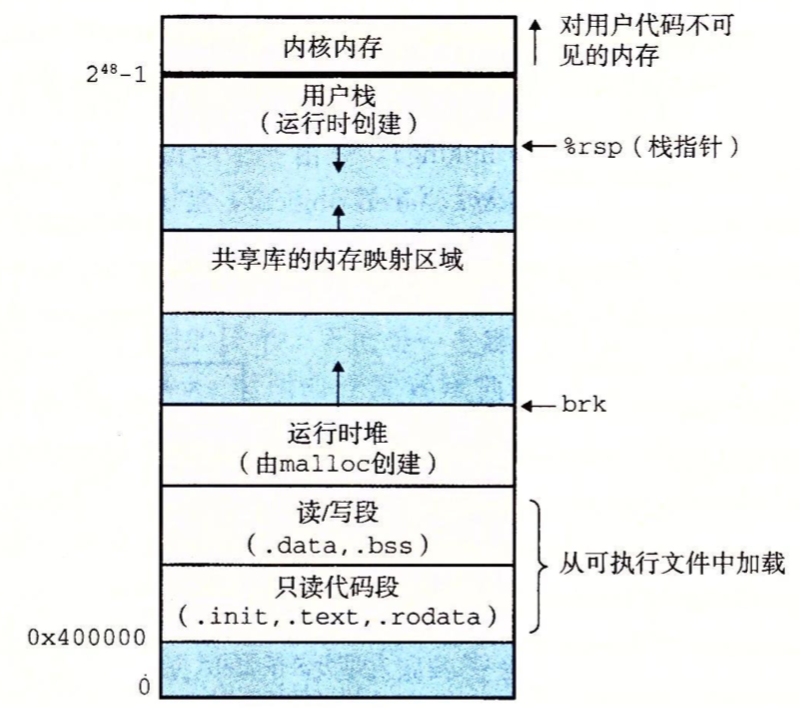 内核内存
对用户代码不可
见的内存
2⁴⁸-1
用户栈
（运行时创建）
%rsp（栈指针）
共享库的内存映射区域
brk
运行时堆
（由malloc创建）
读/写段
（.data,.bss）
从可执行文件中加载
只读代码段
（.init,.text,.rodata）
0x400000
0